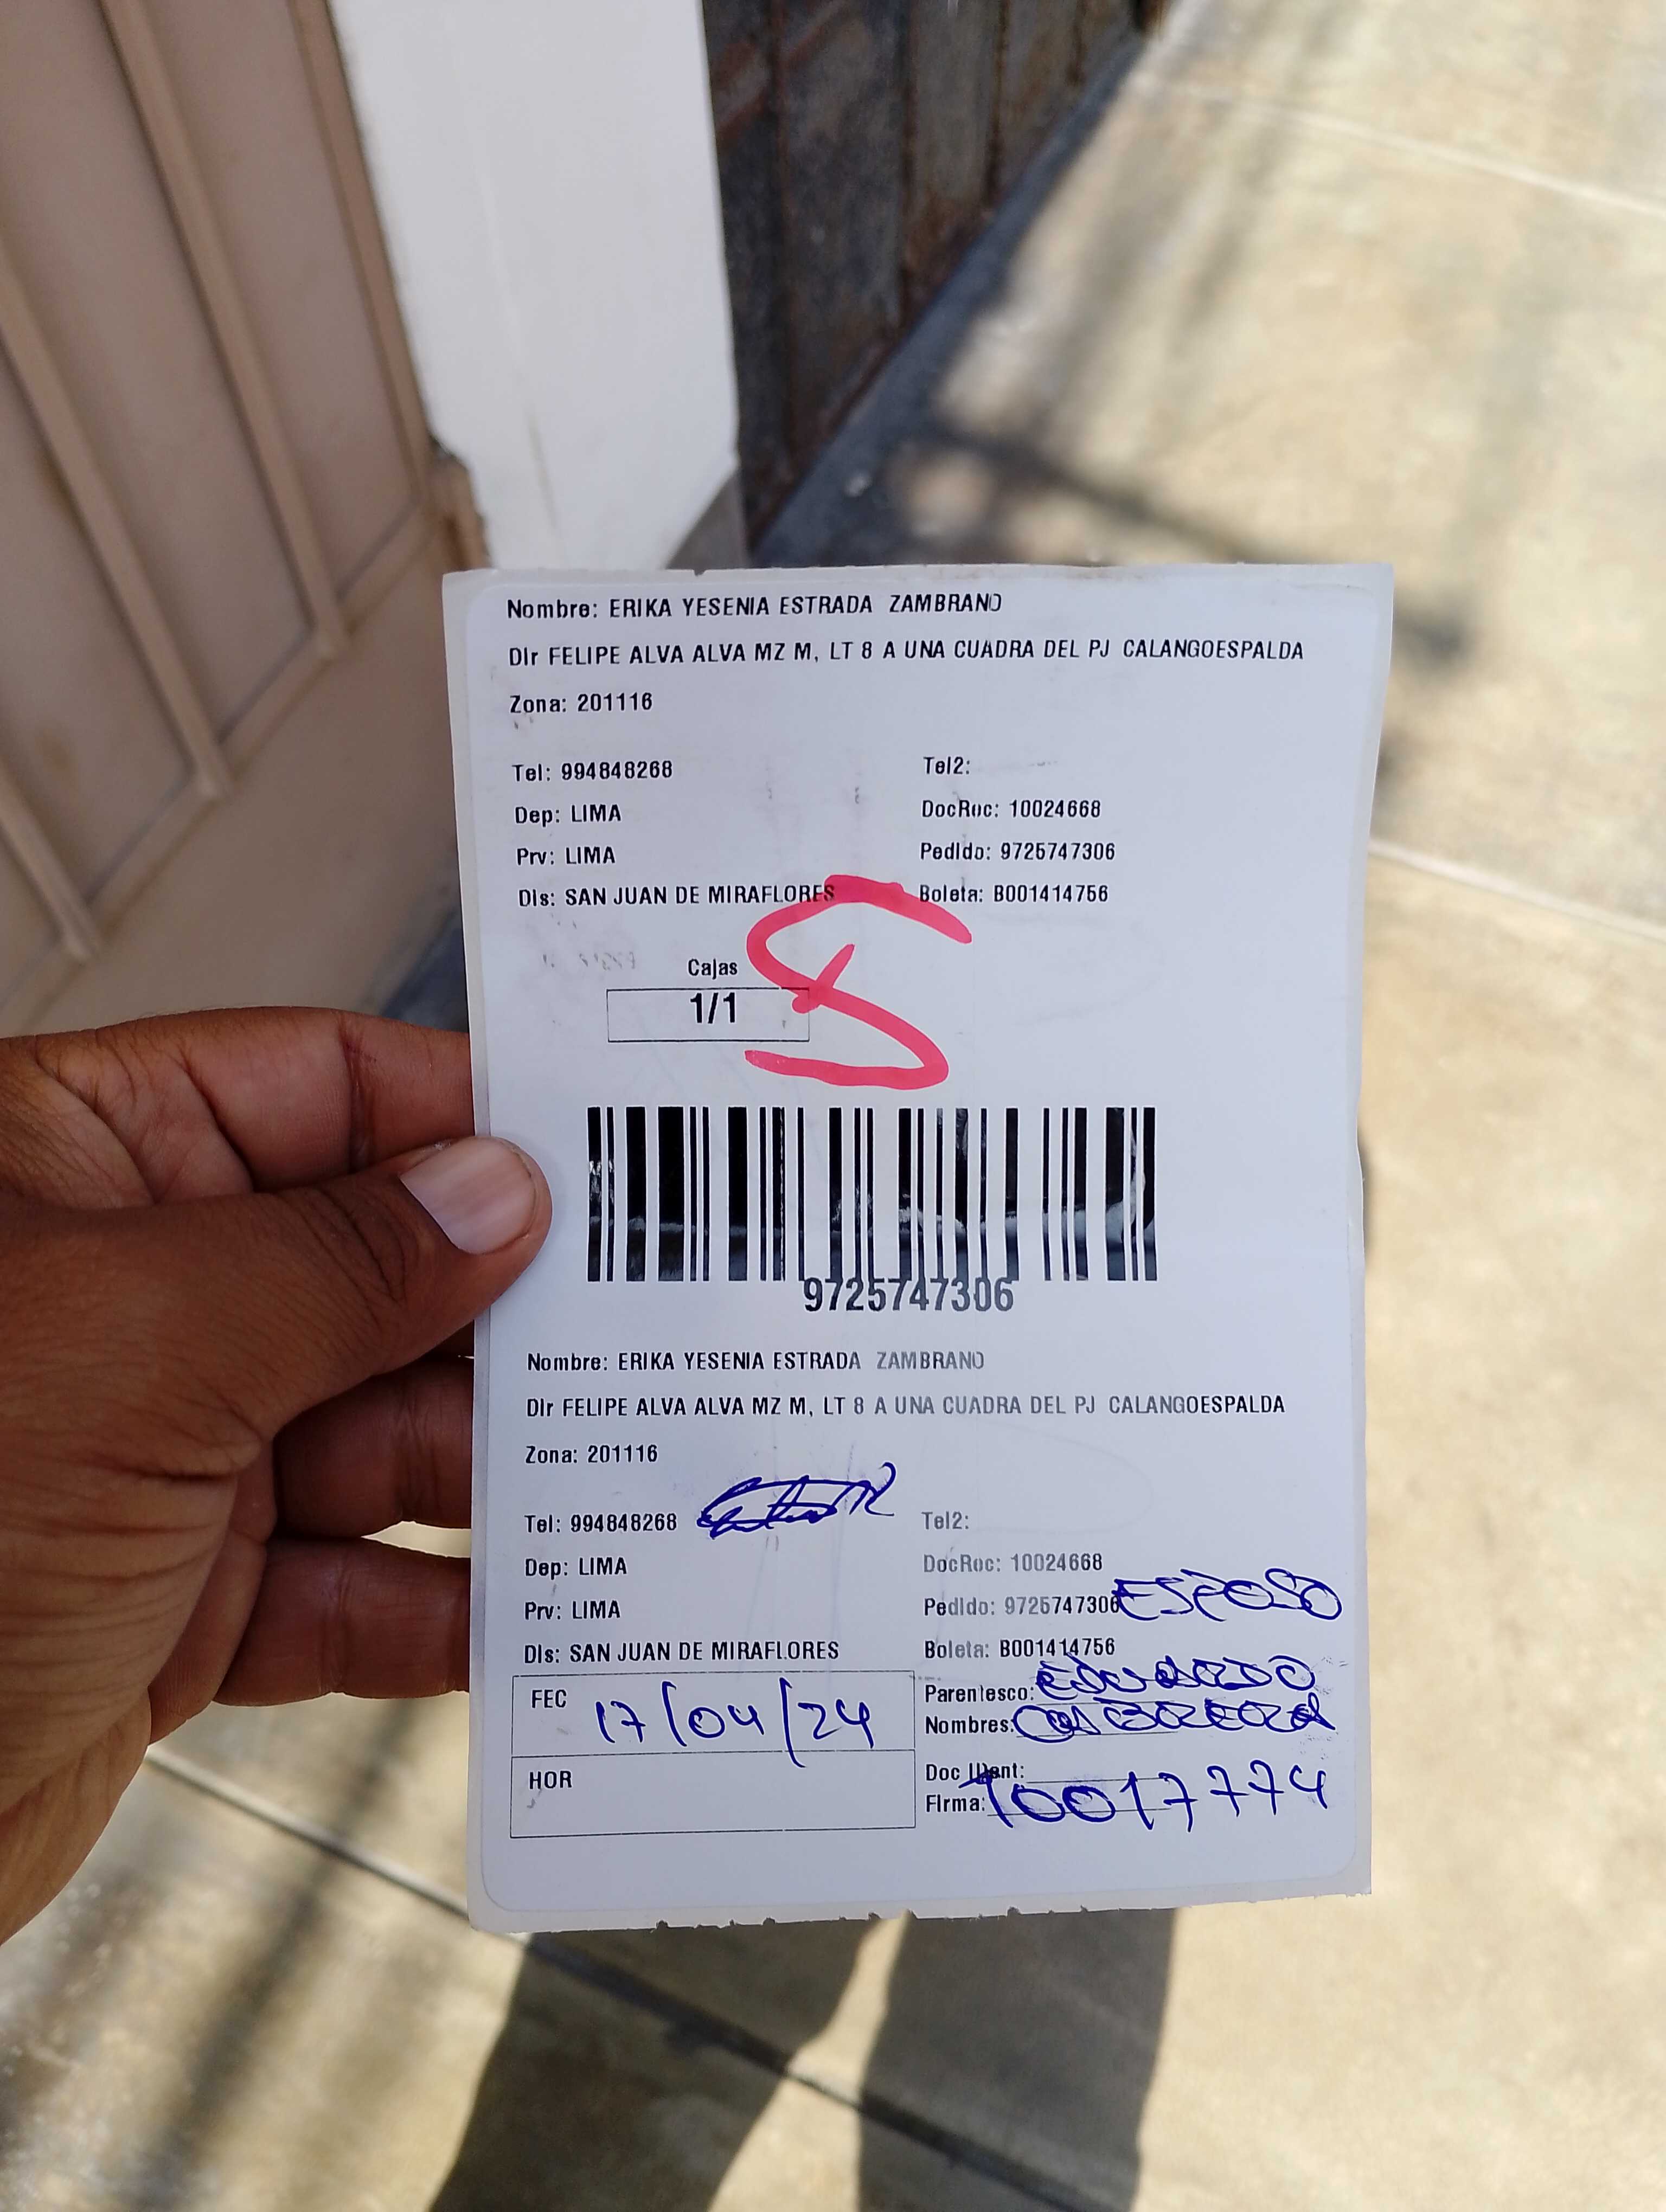 Nombre: ERIKA YESENIA ESTRADA ZAMBRANO
Dir FELIPE ALVA ALVA MZ M, LT 8 A UNA CUADRA DEL PJ CALANGOESPALDA
Zona: 201116
Tel: 994848268 Tel2:
Dep: LIMA DocRoc: 10024668
Prv: LIMA Pedido: 9725747306
Dis: SAN JUAN DE MIRAFLORES Boleta: B001414756
S
Cajas
1/1
9725747306
Nombre: ERIKA YESENIA ESTRADA ZAMBRANO
Dir FELIPE ALVA ALVA MZ M, LT 8 A UNA CUADRA DEL PJ CALANGOESPALDA
Zona: 201116
Tel: 994848268 Tel2:
Dep: LIMA DocRoc: 10024668
Prv: LIMA Pedido: 9725747306 ESPOSO
Dis: SAN JUAN DE MIRAFLORES Boleta: B001414756
FEC 17/04/24 Parentesco: EDUARDO
Nombres: CABRERA
HOR Doc Ident:
Firma: 10017774